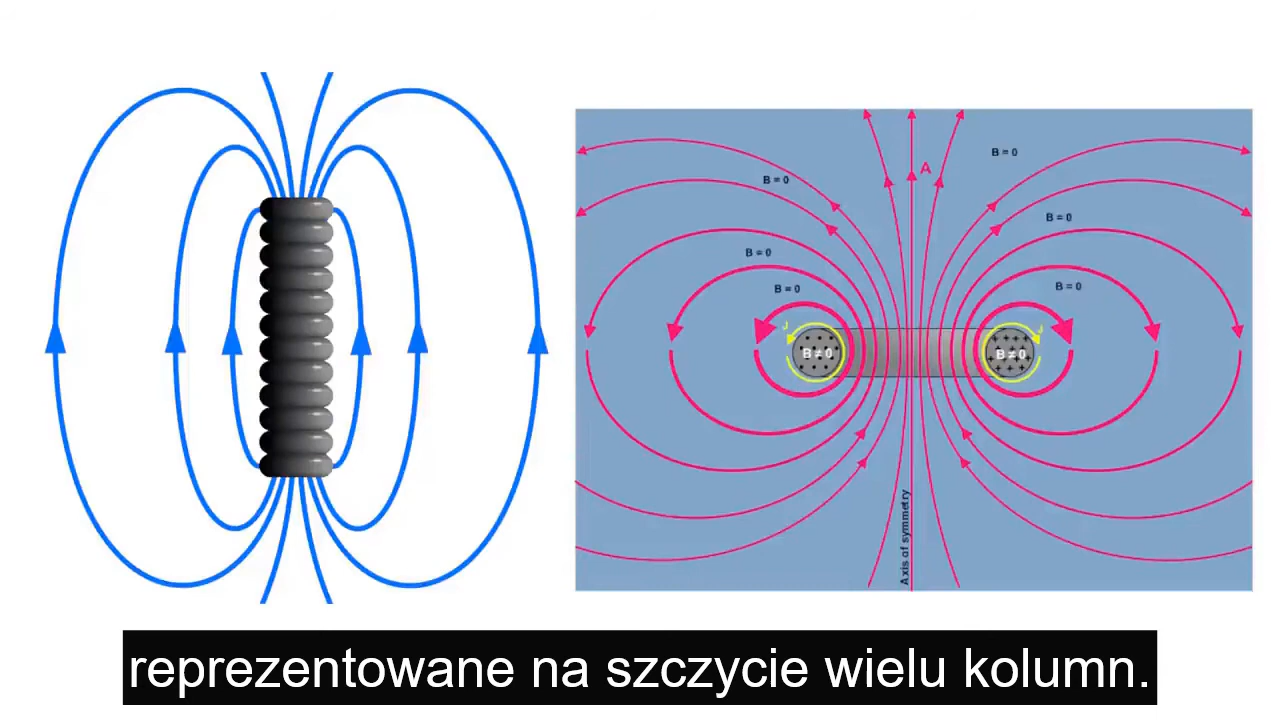 B = 0
A
B = 0
B = 0
B = 0
B = 0
B = 0
J
J
B ≠ 0
B ≠ 0
Axis of symmetry
reprezentowane na szczycie wielu kolumn.